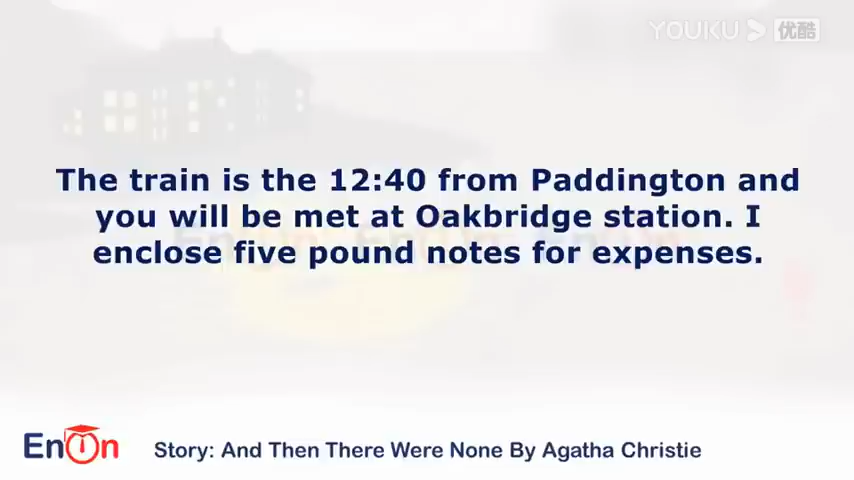 YOUKU 优酷
The train is the 12:40 from Paddington and
you will be met at Oakbridge station. I
enclose five pound notes for expenses.
EnOn
Story: And Then There Were None By Agatha Christie